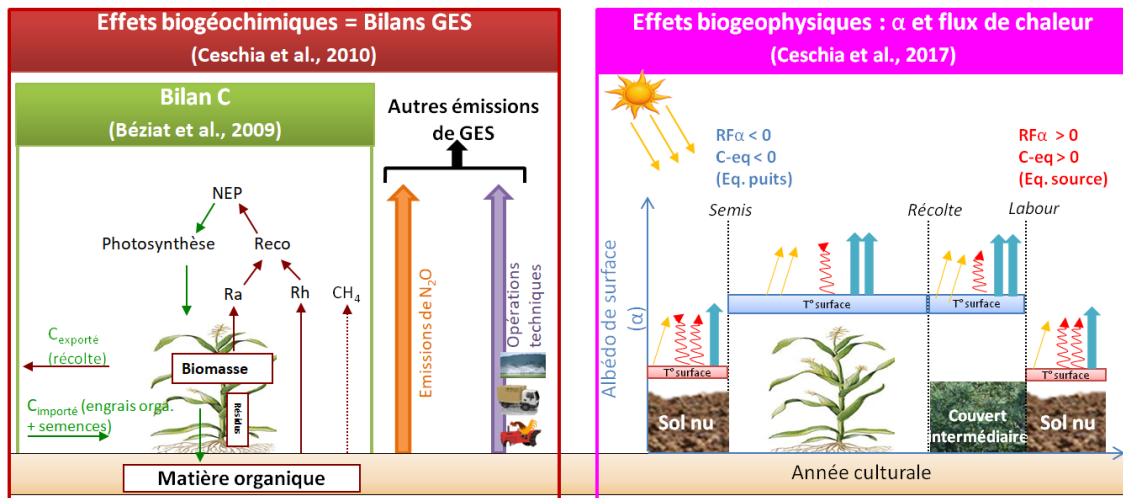 Effets biogéochimiques = Bilans GES
(Ceschia et al., 2010)
Bilan C
(Béziat et al., 2009)
Autres émissions
de GES
NEP
Photosynthèse
Reco
Ra
Rh
CH4
Cexporté
(récolte)
Biomasse
Résidus
Cimporté (engrais orga.
+ semences)
Matière organique
Emissions de N2O
Opérations
techniques
Effets biogeophysiques : α et flux de chaleur
(Ceschia et al., 2017)
RFα < 0
C-eq < 0
(Eq. puits)
RFα > 0
C-eq > 0
(Eq. source)
Semis
Récolte
Labour
Albédo de surface
(α)
T° surface
T° surface
T° surface
T° surface
Sol nu
Couvert
intermédiaire
Sol nu
Année culturale